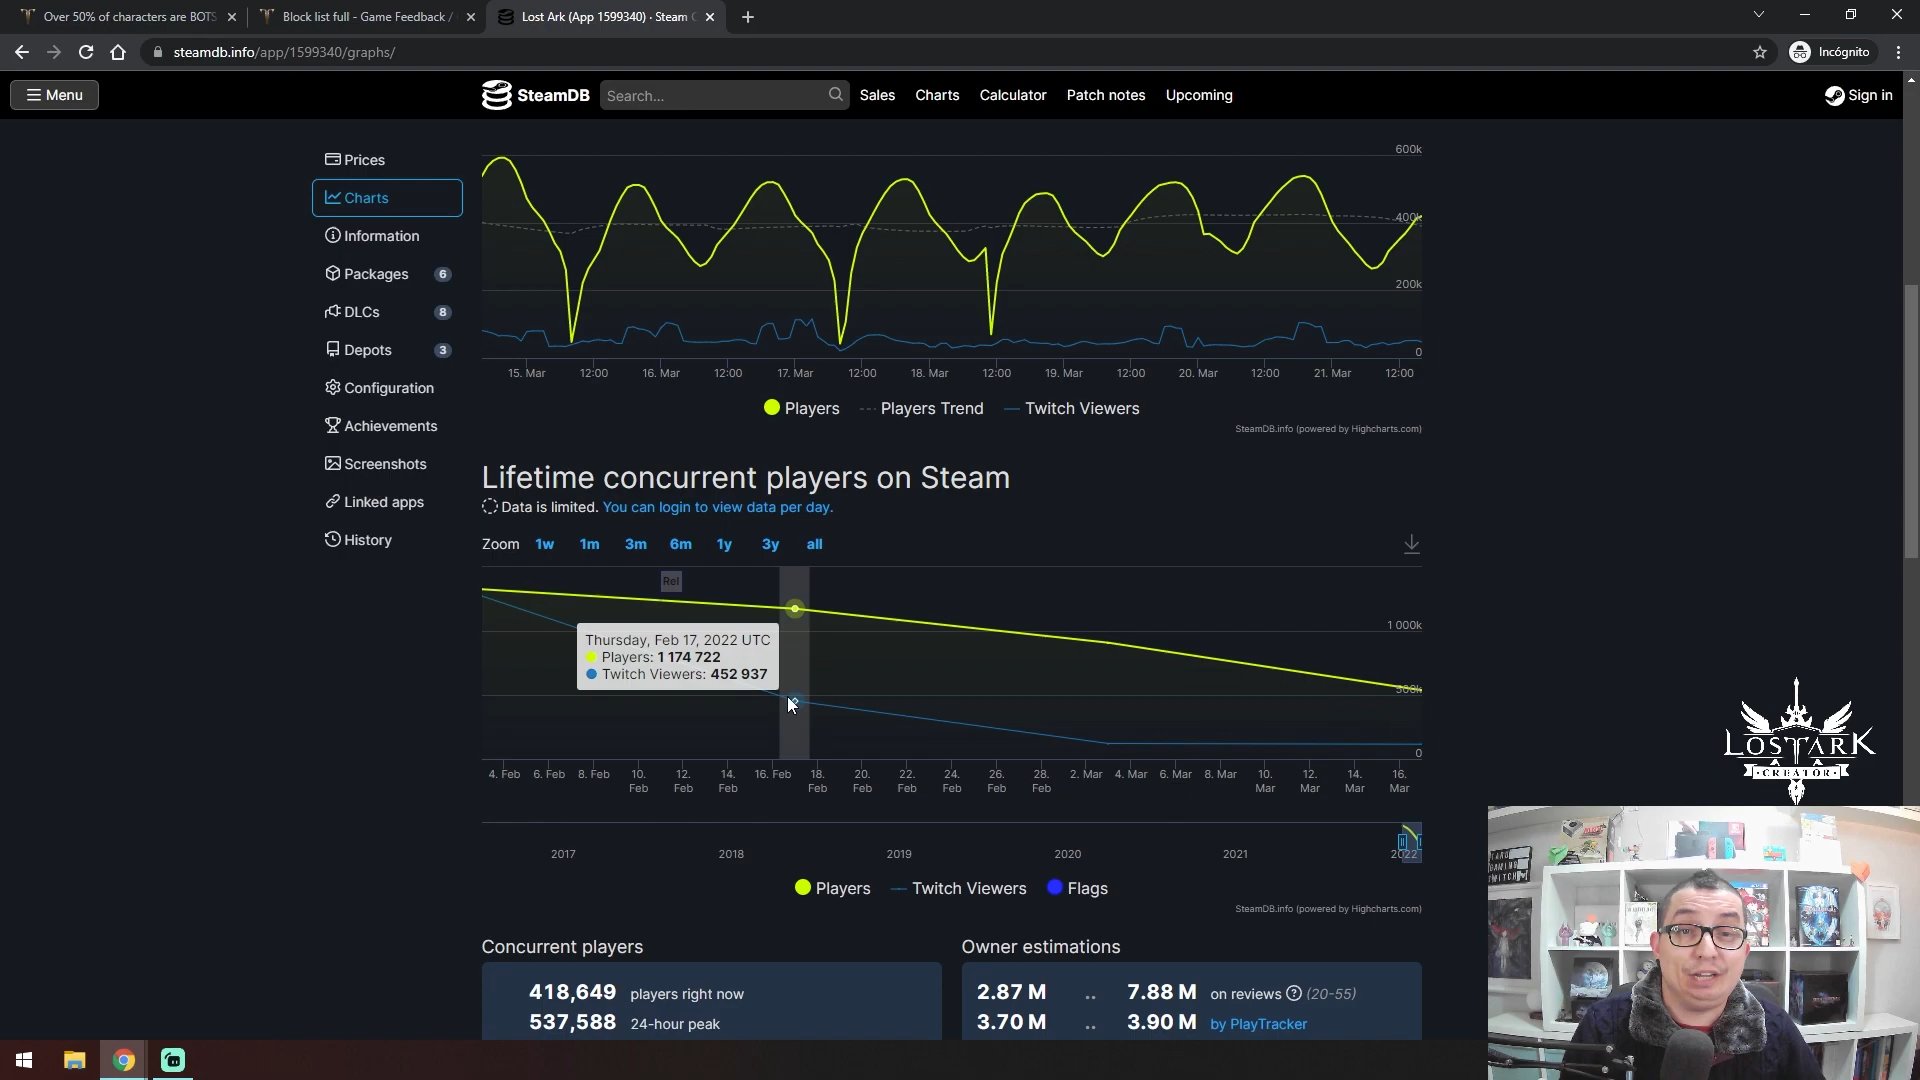 Over 50% of characters are BOTS
Block list full - Game Feedback /
Lost Ark (App 1599340) · Steam C
steamdb.info/app/1599340/graphs/
Incógnito
Menu
SteamDB
Search...
Sales
Charts
Calculator
Patch notes
Upcoming
Sign in
Prices
Charts
Information
Packages 6
DLCs 8
Depots 3
Configuration
Achievements
Screenshots
Linked apps
History
600k
400k
200k
0
15. Mar 12:00 16. Mar 12:00 17. Mar 12:00 18. Mar 12:00 19. Mar 12:00 20. Mar 12:00 21. Mar 12:00
Players Players Trend Twitch Viewers
SteamDB.info (powered by Highcharts.com)
Lifetime concurrent players on Steam
Data is limited. You can login to view data per day.
Zoom 1w 1m 3m 6m 1y 3y all
Rel
Thursday, Feb 17, 2022 UTC
Players: 1 174 722
Twitch Viewers: 452 937
1 000k
500k
0
4. Feb 6. Feb 8. Feb 10. Feb 12. Feb 14. Feb 16. Feb 18. Feb 20. Feb 22. Feb 24. Feb 26. Feb 28. Feb 2. Mar 4. Mar 6. Mar 8. Mar 10. Mar 12. Mar 14. Mar 16. Mar
2017 2018 2019 2020 2021 2022
Players Twitch Viewers Flags
SteamDB.info (powered by Highcharts.com)
Concurrent players
418,649 players right now
537,588 24-hour peak
Owner estimations
2.87 M .. 7.88 M on reviews (20-55)
3.70 M .. 3.90 M by PlayTracker
LOST ARK
CREATOR